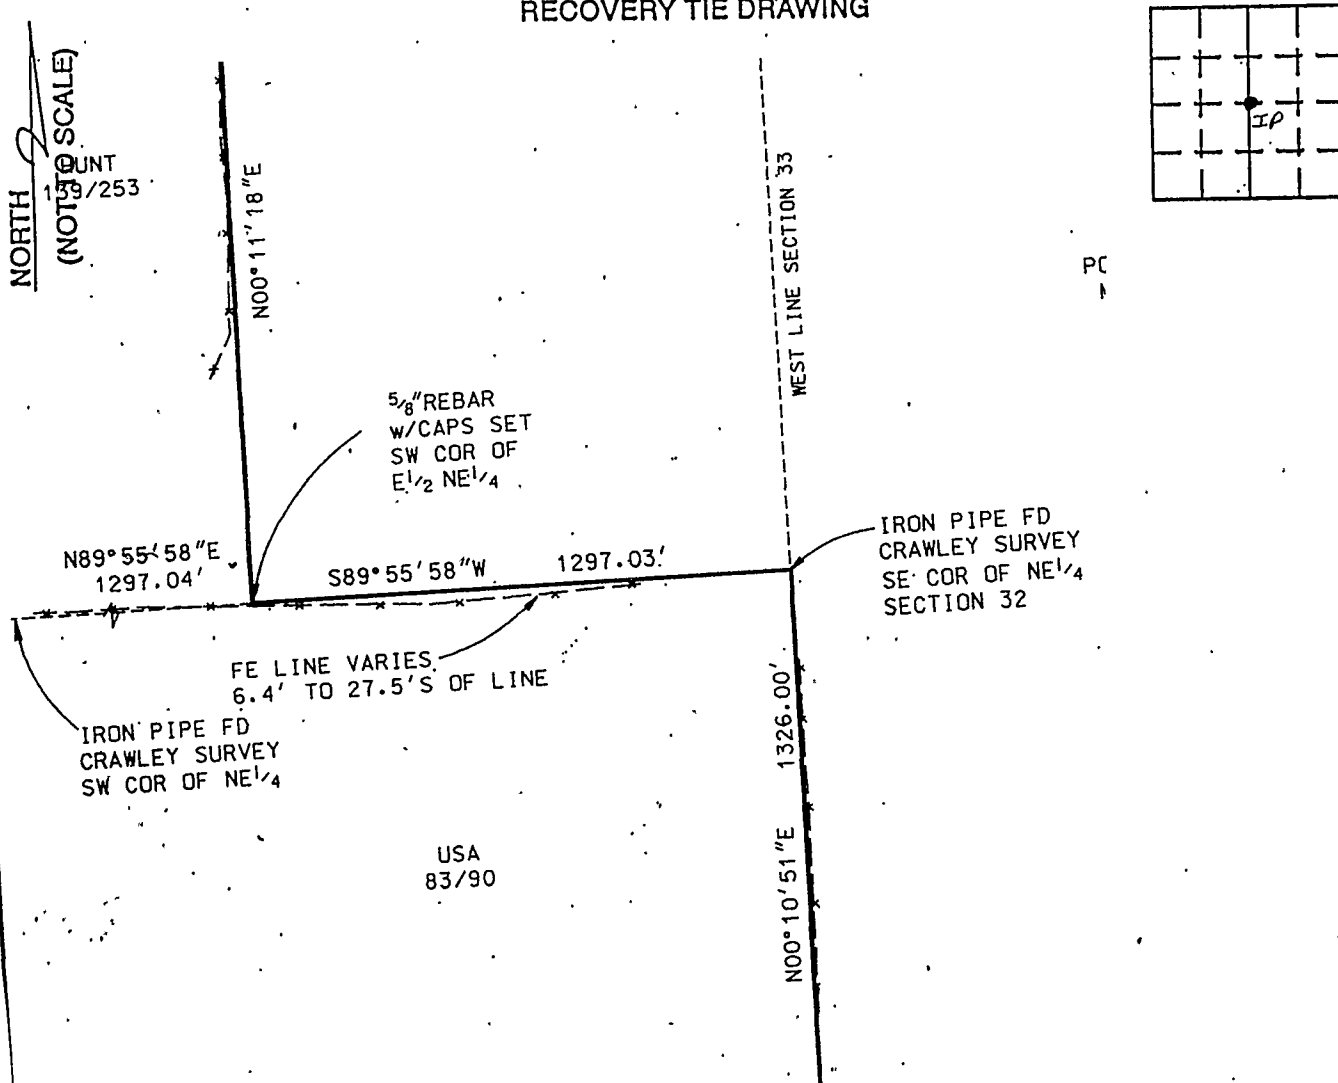 RECOVERY TIE DRAWING
NORTH
(NOT TO SCALE)
139/253
N00°11'18"E
WEST LINE SECTION 33
IP
5/8"REBAR
W/CAPS SET
SW COR OF
E1/2 NE1/4
N89°55'58"E
1297.04'
S89°55'58"W
1297.03'
IRON PIPE FD
CRAWLEY SURVEY
SE COR OF NE1/4
SECTION 32
FE LINE VARIES
6.4' TO 27.5'S OF LINE
IRON PIPE FD
CRAWLEY SURVEY
SW COR OF NE1/4
1326.00'
N00°10'51"E
USA
83/90